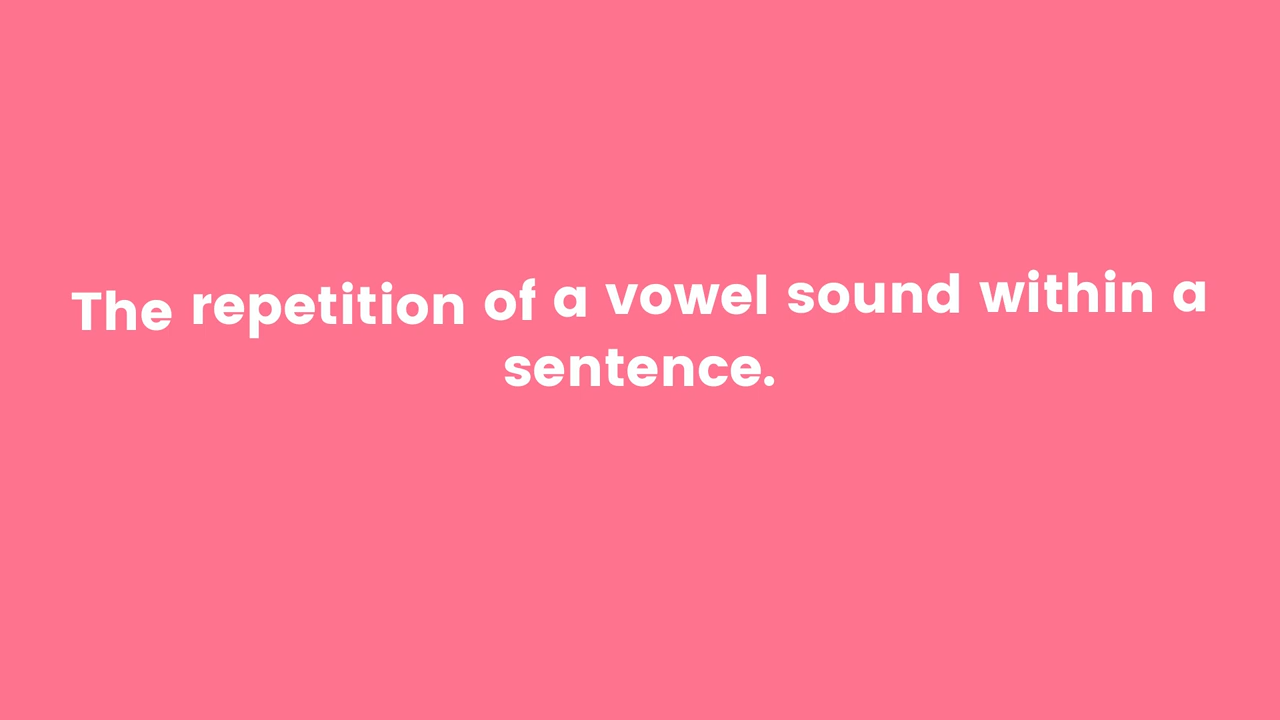 The repetition of a vowel sound within a
sentence.